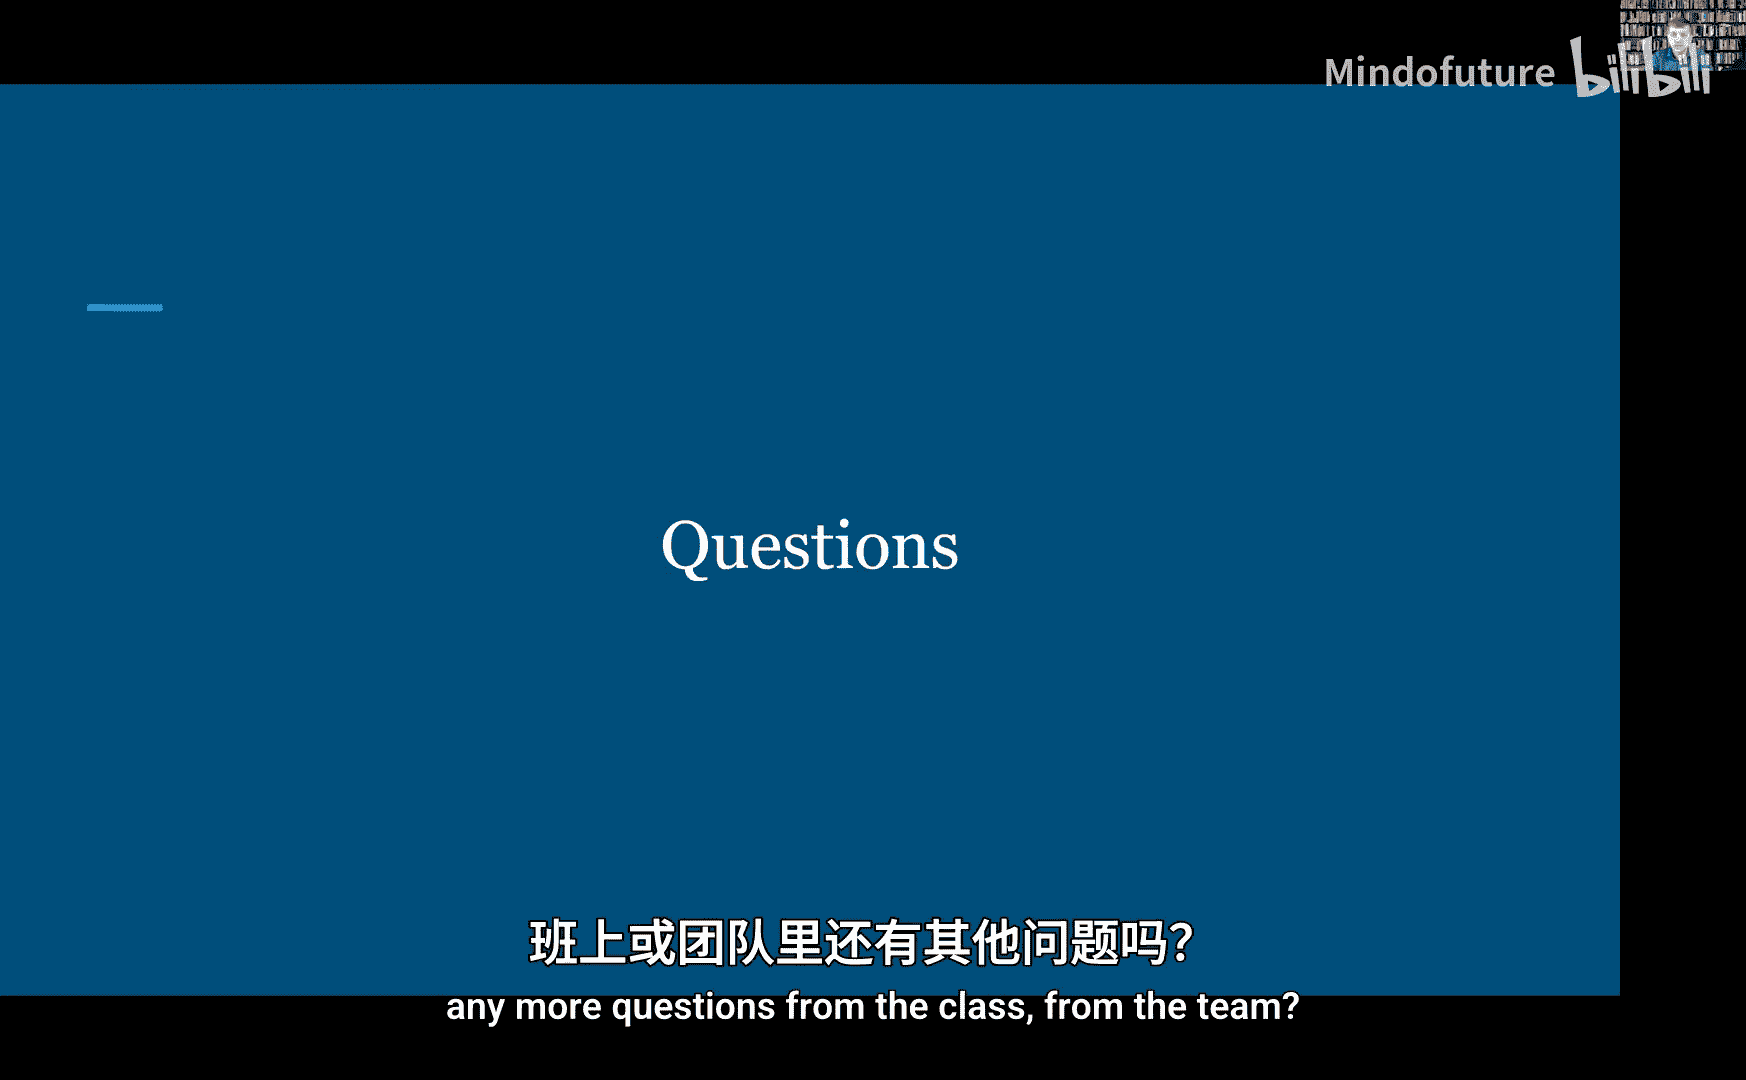 Mindofuture bilibili
Questions
班上或团队里还有其他问题吗？
any more questions from the class, from the team?